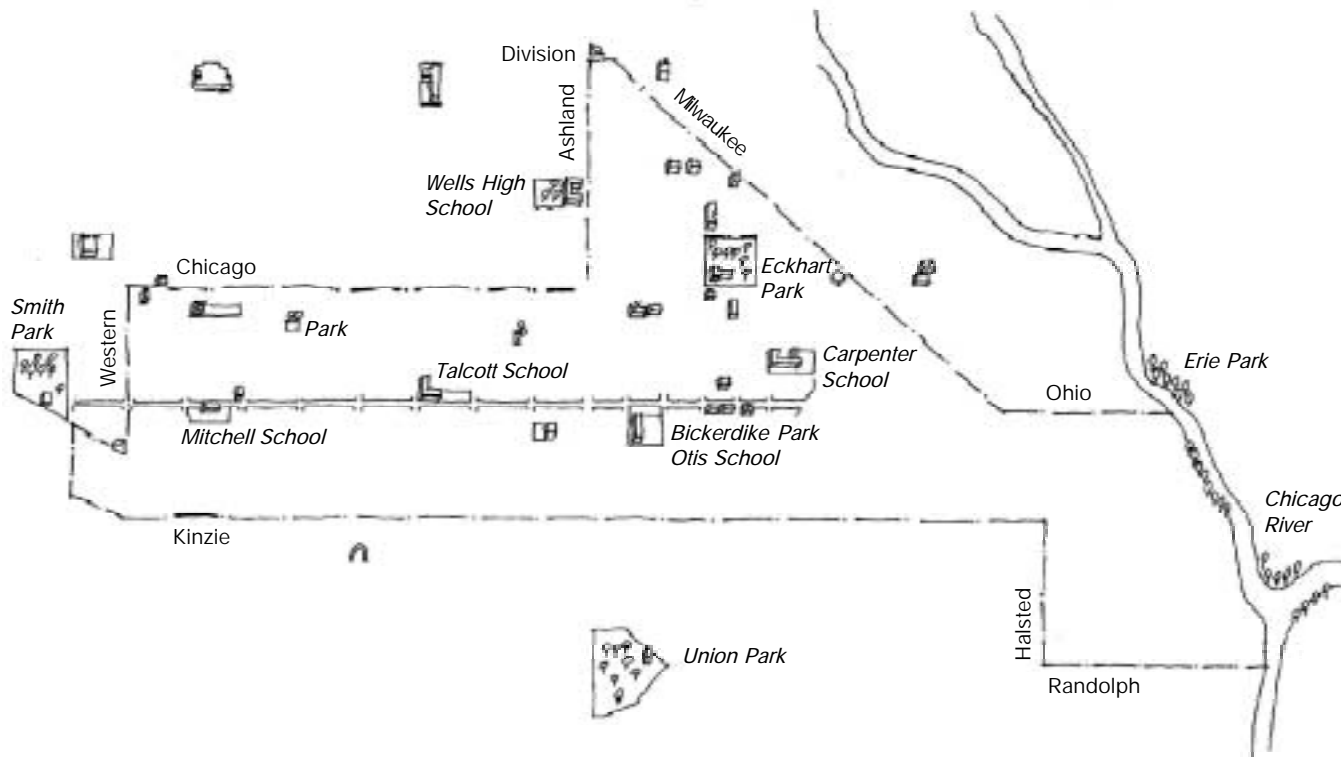 Division
Ashland
Milwaukee
Wells High
School
Chicago
Eckhart
Park
Smith
Park
Western
Park
Talcott School
Carpenter
School
Erie Park
Ohio
Mitchell School
Bickerdike Park
Otis School
Chicago
River
Kinzie
Halsted
Union Park
Randolph